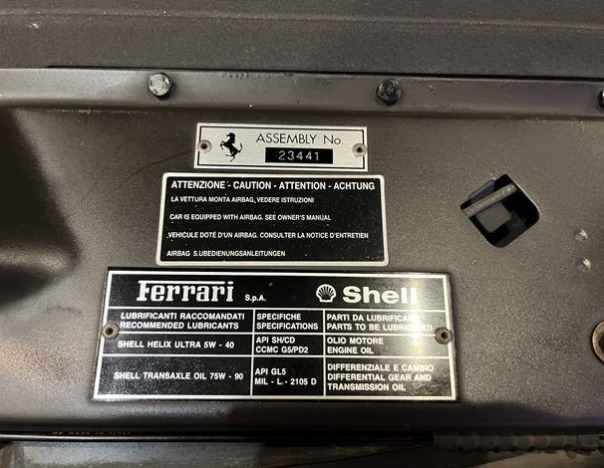 ASSEMBLY No
23441
ATTENZIONE - CAUTION - ATTENTION - ACHTUNG
LA VETTURA MONTA AIRBAG, VEDERE ISTRUZIONI
CAR IS EQUIPPED WITH AIRBAG. SEE OWNER'S MANUAL
VEHICULE DOTÉ D'UN AIRBAG. CONSULTER LA NOTICE D'ENTRETIEN
AIRBAG S.UBEDIENUNGSANLEITUNGEN
Ferrari S.p.A. Shell
LUBRIFICANTI RACCOMANDATI SPECIFICHE PARTI DA LUBRIFICARE
RECOMMENDED LUBRICANTS SPECIFICATIONS PARTS TO BE LUBRICATED
SHELL HELIX ULTRA 5W - 40 API SH/CD OLIO MOTORE
CCMC G5/PD2 ENGINE OIL
SHELL TRANSAXLE OIL 75W - 90 API GL5 DIFFERENZIALE E CAMBIO
MIL - L - 2105 D DIFFERENTIAL GEAR AND
TRANSMISSION OIL